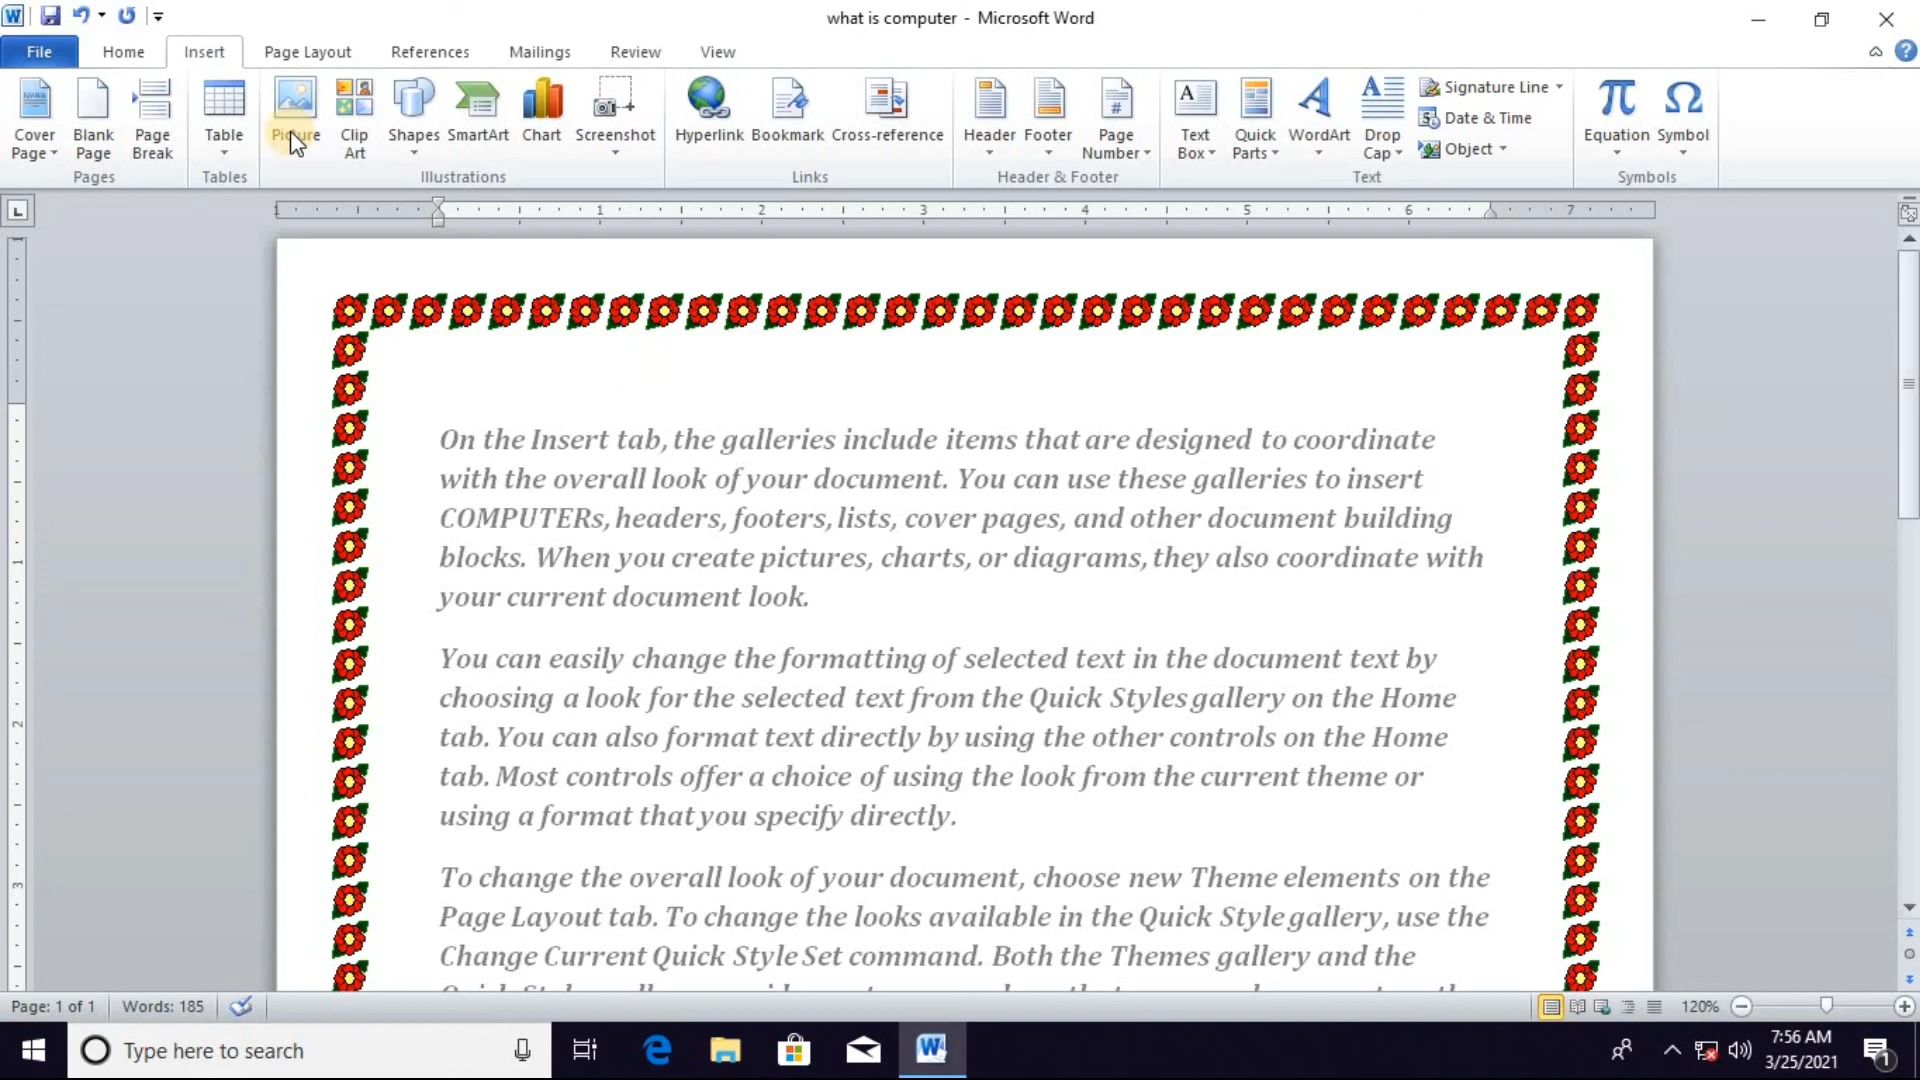 what is computer - Microsoft Word
File Home Insert Page Layout References Mailings Review View
Cover Page Blank Page Page Break Table Picture Clip Art Shapes SmartArt Chart Screenshot Hyperlink Bookmark Cross-reference Header Footer Page Number Text Box Quick Parts WordArt Drop Cap Signature Line Date & Time Object Equation Symbol
Pages Tables Illustrations Links Header & Footer Text Symbols
1 1 2 3 4 5 6 7
On the Insert tab, the galleries include items that are designed to coordinate
with the overall look of your document. You can use these galleries to insert
COMPUTERs, headers, footers, lists, cover pages, and other document building
blocks. When you create pictures, charts, or diagrams, they also coordinate with
your current document look.
You can easily change the formatting of selected text in the document text by
choosing a look for the selected text from the Quick Styles gallery on the Home
tab. You can also format text directly by using the other controls on the Home
tab. Most controls offer a choice of using the look from the current theme or
using a format that you specify directly.
To change the overall look of your document, choose new Theme elements on the
Page Layout tab. To change the looks available in the Quick Style gallery, use the
Change Current Quick Style Set command. Both the Themes gallery and the
1
2
3
Page: 1 of 1 Words: 185 120%
Type here to search
7:56 AM
3/25/2021
1